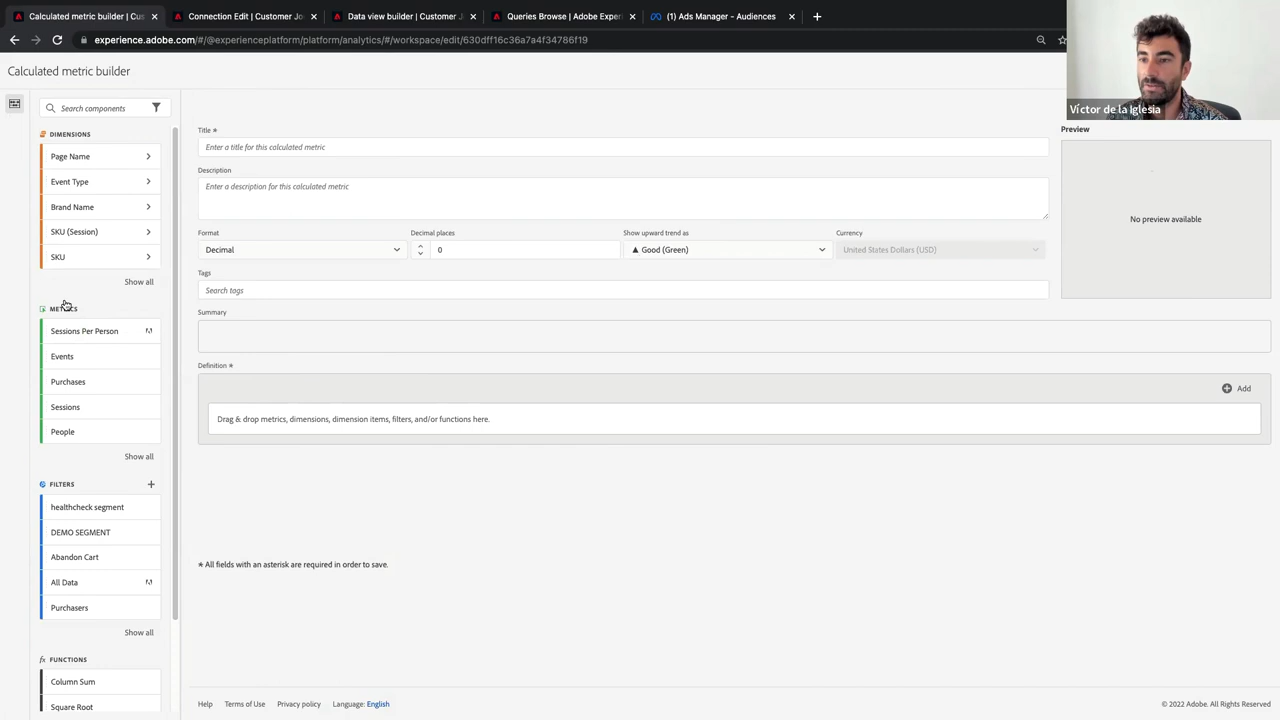 Calculated metric builder | Cus
Connection Edit | Customer Jo
Data view builder | Customer J
Queries Browse | Adobe Experi
(1) Ads Manager - Audiences
experience.adobe.com/#/@experienceplatform/platform/analytics/#/workspace/edit/630dff16c36a7a4f34786f19
Víctor de la Iglesia
Calculated metric builder
Search components
DIMENSIONS
Page Name
Event Type
Brand Name
SKU (Session)
SKU
Show all
METRICS
Sessions Per Person
Events
Purchases
Sessions
People
Show all
FILTERS
healthcheck segment
DEMO SEGMENT
Abandon Cart
All Data
Purchasers
Show all
FUNCTIONS
Column Sum
Square Root
Title *
Enter a title for this calculated metric
Description
Enter a description for this calculated metric
Format
Decimal places
Show upward trend as
Currency
Decimal
0
▲ Good (Green)
United States Dollars (USD)
Tags
Search tags
Summary
Definition *
Add
Drag & drop metrics, dimensions, dimension items, filters, and/or functions here.
* All fields with an asterisk are required in order to save.
Preview
No preview available
Help
Terms of Use
Privacy policy
Language: English
© 2022 Adobe. All Rights Reserved